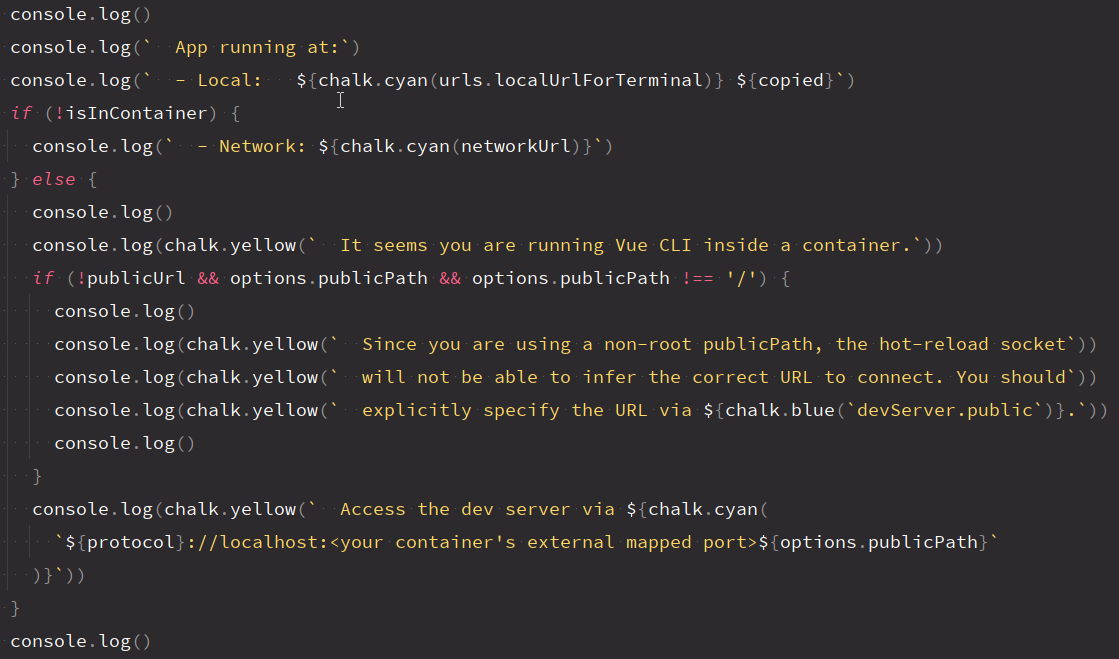 console.log()
console.log(`  App running at:`)
console.log(`  - Local:   ${chalk.cyan(urls.localUrlForTerminal)} ${copied}`)
if (!isInContainer) {
  console.log(`  - Network: ${chalk.cyan(networkUrl)}`)
} else {
  console.log()
  console.log(chalk.yellow(`  It seems you are running Vue CLI inside a container.`))
  if (!publicUrl && options.publicPath && options.publicPath !== '/') {
    console.log()
    console.log(chalk.yellow(`  Since you are using a non-root publicPath, the hot-reload socket`))
    console.log(chalk.yellow(`  will not be able to infer the correct URL to connect. You should`))
    console.log(chalk.yellow(`  explicitly specify the URL via ${chalk.blue(`devServer.public`)}.`))
    console.log()
  }
  console.log(chalk.yellow(`  Access the dev server via ${chalk.cyan(
    `${protocol}://localhost:<your container's external mapped port>${options.publicPath}`
  )}`))
}
console.log()